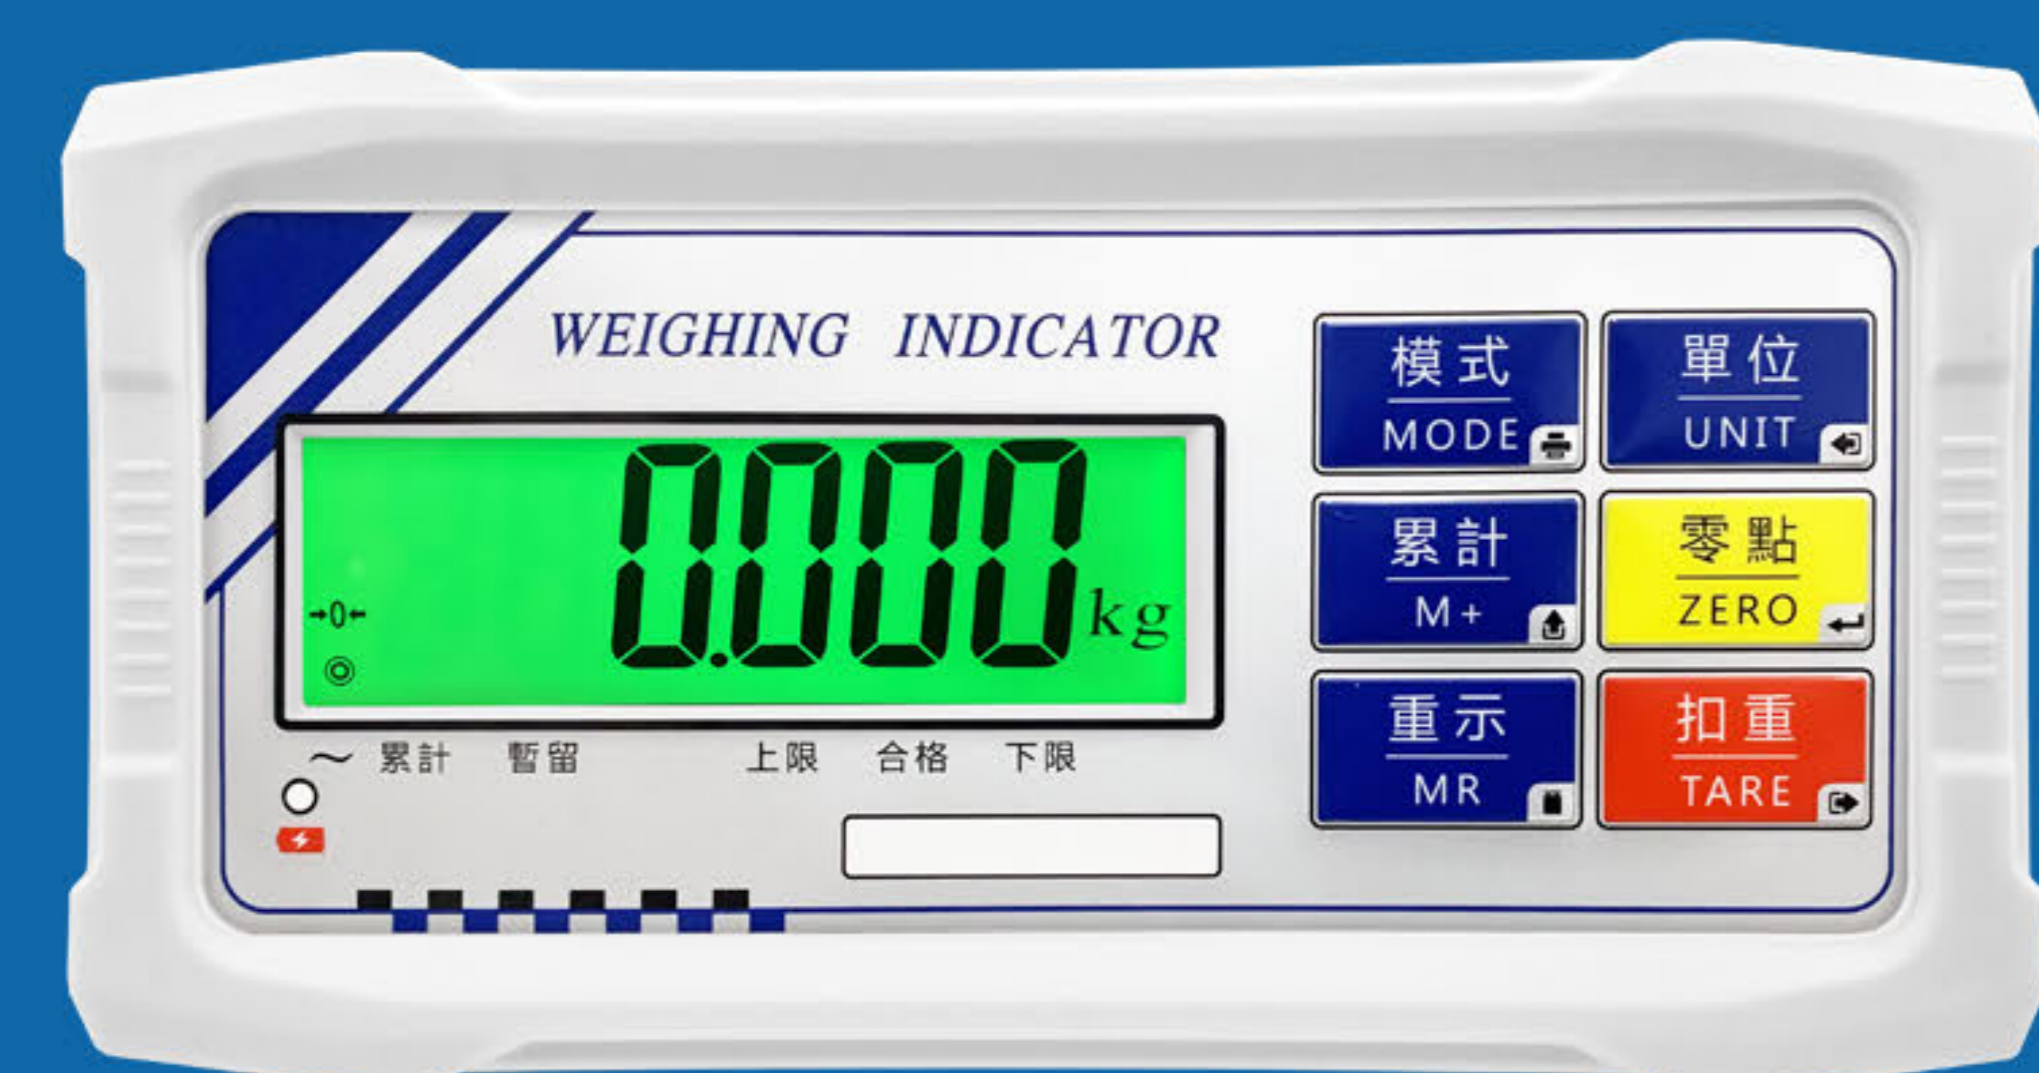 WEIGHING INDICATOR
0.000 kg
→0←
~ 累計 暫留 上限 合格 下限
模式
MODE
單位
UNIT
累計
M+
零點
ZERO
重示
MR
扣重
TARE